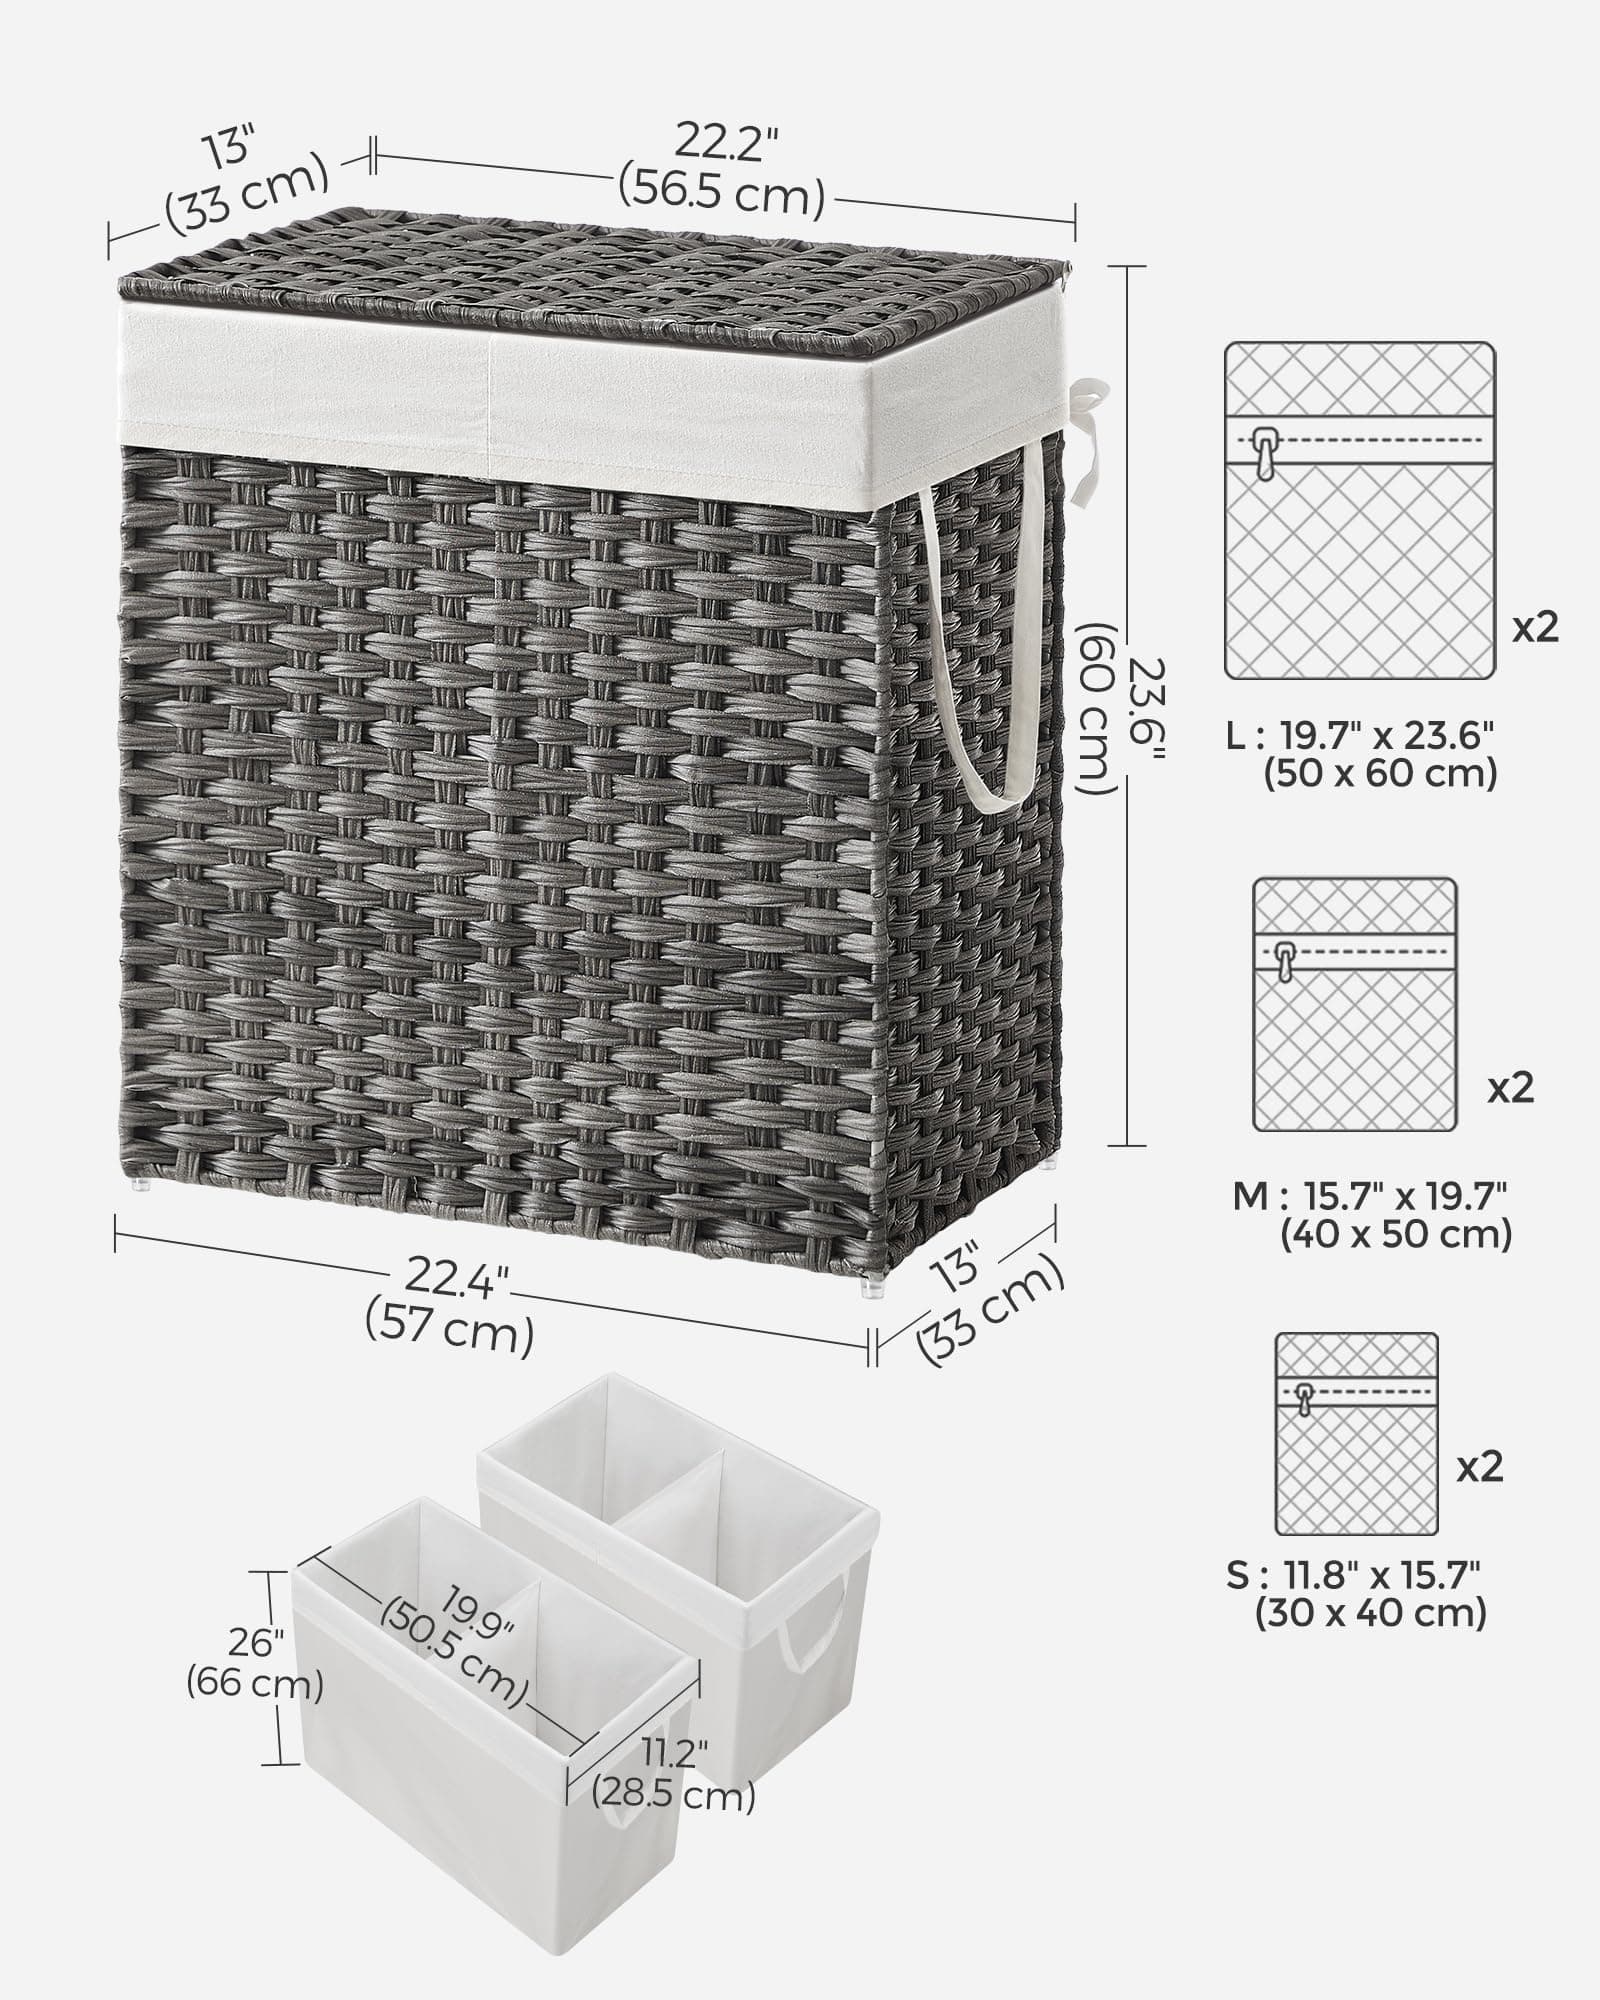 13"
(33 cm)
22.2"
(56.5 cm)
23.6"
(60 cm)
x2
L : 19.7" x 23.6"
(50 x 60 cm)
x2
M : 15.7" x 19.7"
(40 x 50 cm)
22.4"
(57 cm)
13"
(33 cm)
x2
S : 11.8" x 15.7"
(30 x 40 cm)
19.9"
(50.5 cm)
26"
(66 cm)
11.2"
(28.5 cm)